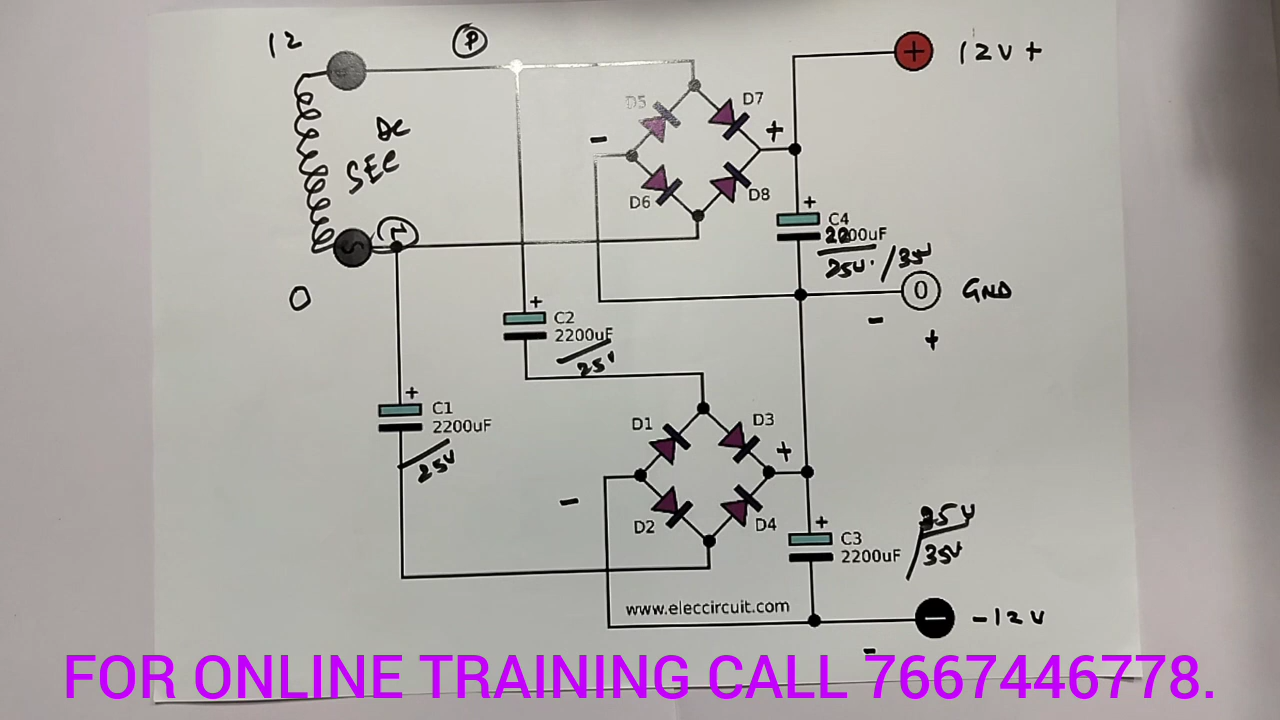 12
P
12V+
+
D5
D7
+
-
SEC
D6
D8
+
C4
2200uF
25V
/35V
S
N
0
0
GND
-
+
+
C2
2200uF
25V
+
C1
2200uF
25V
D1
D3
+
-
D2
D4
+
C3
2200uF
25V
35V
www.eleccircuit.com
-
-12V
-
FOR ONLINE TRAINING CALL 7667446778.